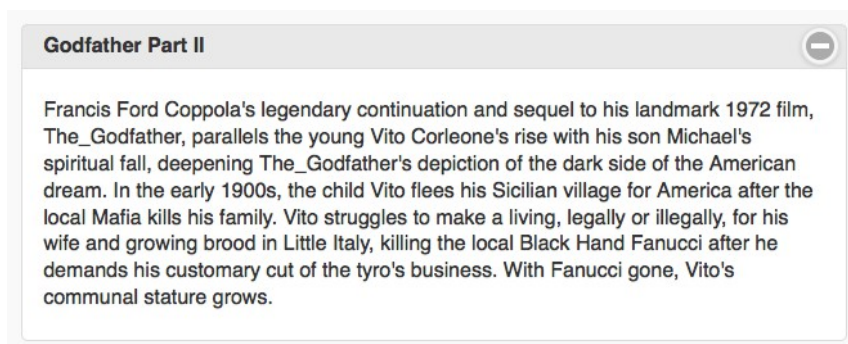 Godfather Part II
Francis Ford Coppola's legendary continuation and sequel to his landmark 1972 film,
The_Godfather, parallels the young Vito Corleone's rise with his son Michael's
spiritual fall, deepening The_Godfather's depiction of the dark side of the American
dream. In the early 1900s, the child Vito flees his Sicilian village for America after the
local Mafia kills his family. Vito struggles to make a living, legally or illegally, for his
wife and growing brood in Little Italy, killing the local Black Hand Fanucci after he
demands his customary cut of the tyro's business. With Fanucci gone, Vito's
communal stature grows.